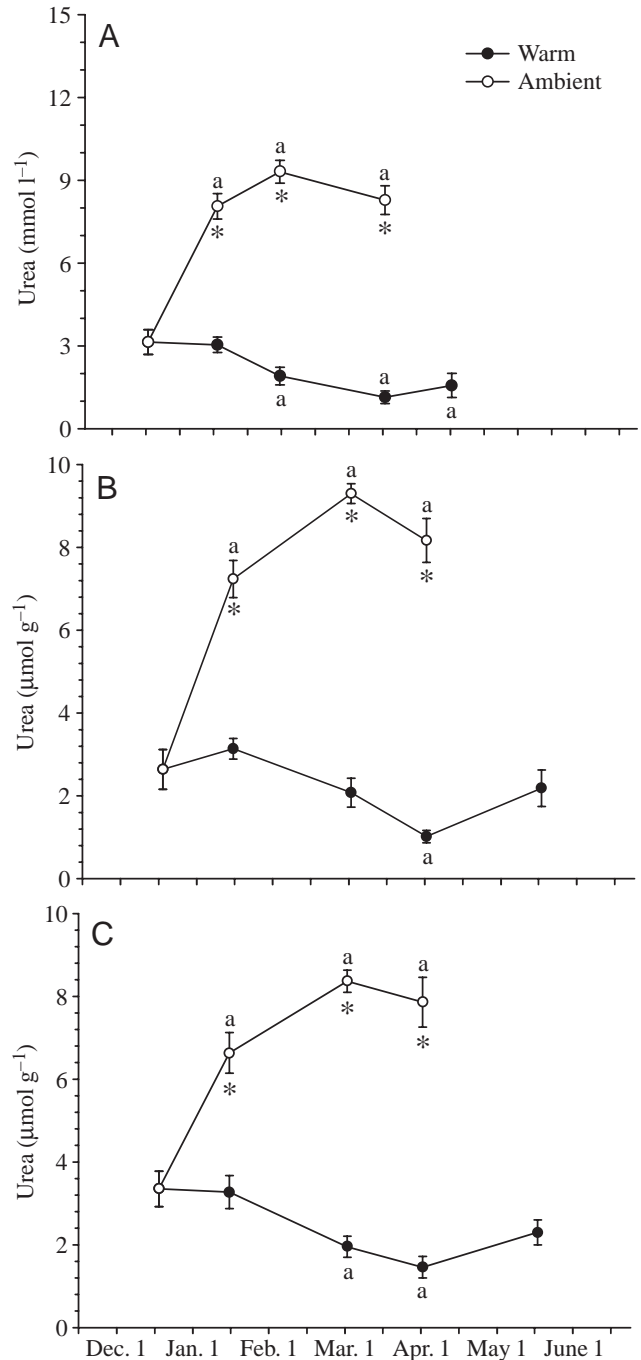 15
A
Warm
Ambient
12
a
a
a
9
*
*
*
Urea (mmol l⁻¹)
6
3
a
a
a
0
10
B
a
a
8
a
*
*
*
6
Urea (µmol g⁻¹)
4
2
a
0
10
C
a
a
8
a
*
*
*
6
Urea (µmol g⁻¹)
4
2
a
a
0
Dec. 1 Jan. 1 Feb. 1 Mar. 1 Apr. 1 May 1 June 1